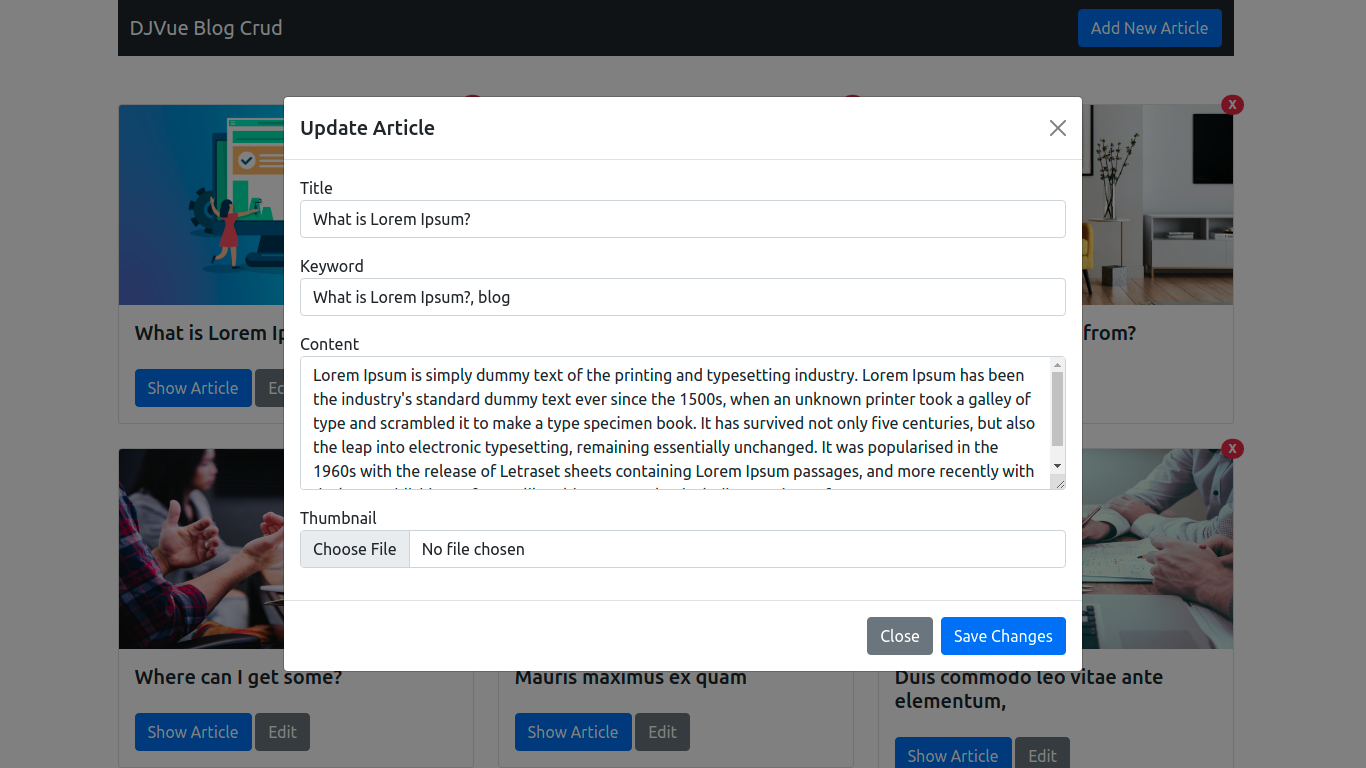 DJVue Blog Crud
Add New Article
X
Update Article
Title
What is Lorem Ipsum?
Keyword
What is Lorem Ipsum?, blog
Content
Lorem Ipsum is simply dummy text of the printing and typesetting industry. Lorem Ipsum has been
the industry's standard dummy text ever since the 1500s, when an unknown printer took a galley of
type and scrambled it to make a type specimen book. It has survived not only five centuries, but also
the leap into electronic typesetting, remaining essentially unchanged. It was popularised in the
1960s with the release of Letraset sheets containing Lorem Ipsum passages, and more recently with
Thumbnail
Choose File No file chosen
Close Save Changes
What is Lorem
from?
Show Article
X
Where can I get some?
Mauris maximus ex quam
Duis commodo leo vitae ante
elementum,
Show Article Edit
Show Article Edit
Show Article Edit